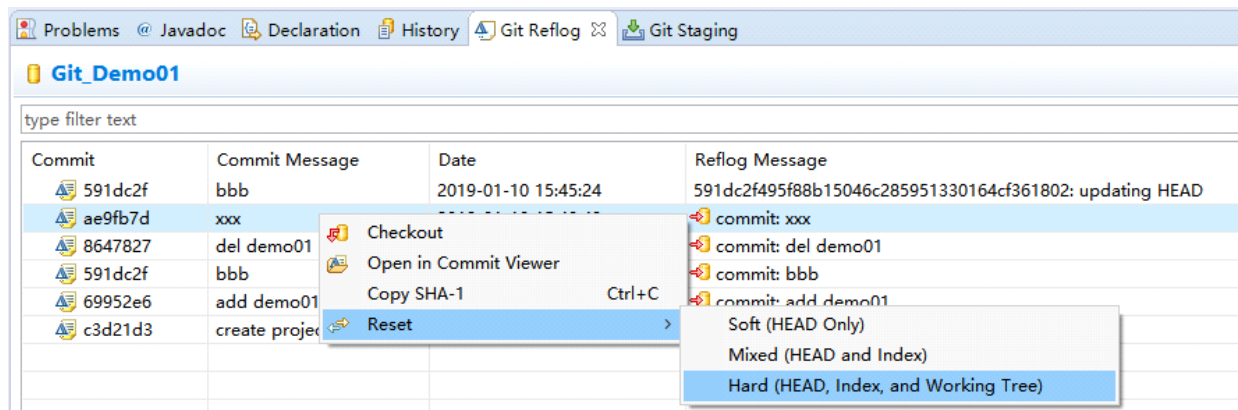 Problems @ Javadoc Declaration History Git Reflog Git Staging
Git_Demo01
type filter text
Commit Commit Message Date Reflog Message
591dc2f bbb 2019-01-10 15:45:24 591dc2f495f88b15046c285951330164cf361802: updating HEAD
ae9fb7d xxx commit: xxx
Checkout
8647827 del demo01 commit: del demo01
Open in Commit Viewer
591dc2f bbb commit: bbb
Copy SHA-1 Ctrl+C
69952e6 add demo01 commit: add demo01
c3d21d3 create Reset
Soft (HEAD Only)
Mixed (HEAD and Index)
Hard (HEAD, Index, and Working Tree)